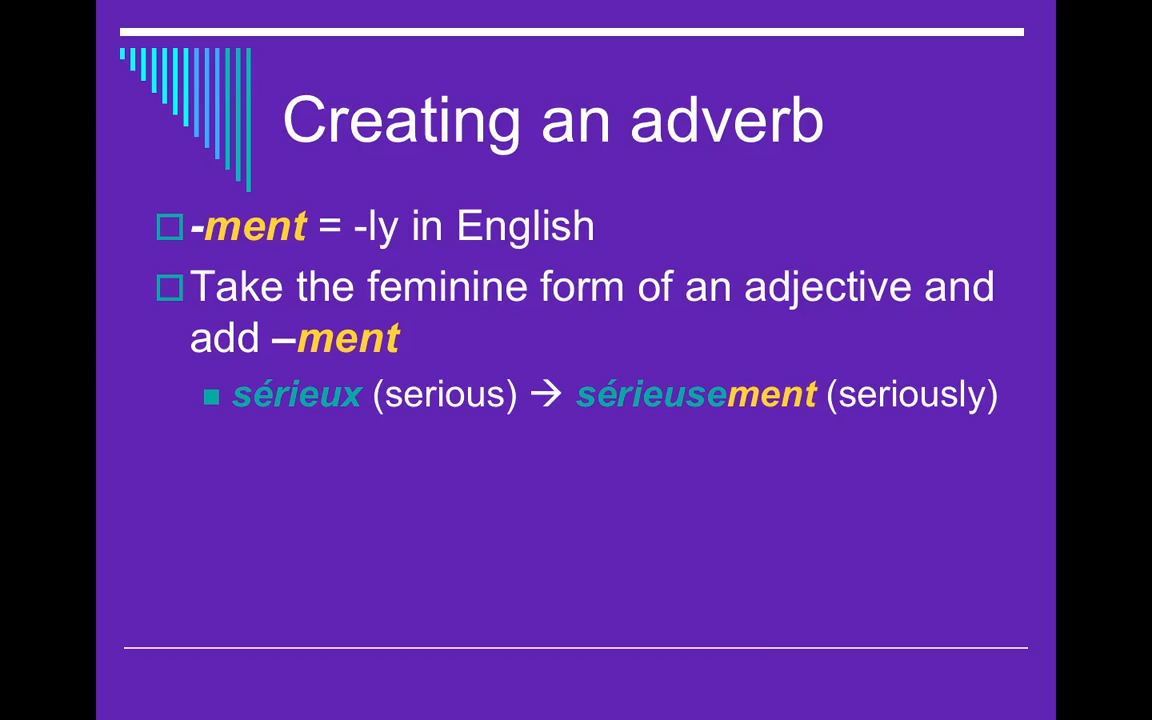 Creating an adverb
-ment = -ly in English
Take the feminine form of an adjective and
add –ment
sérieux (serious) → sérieusement (seriously)